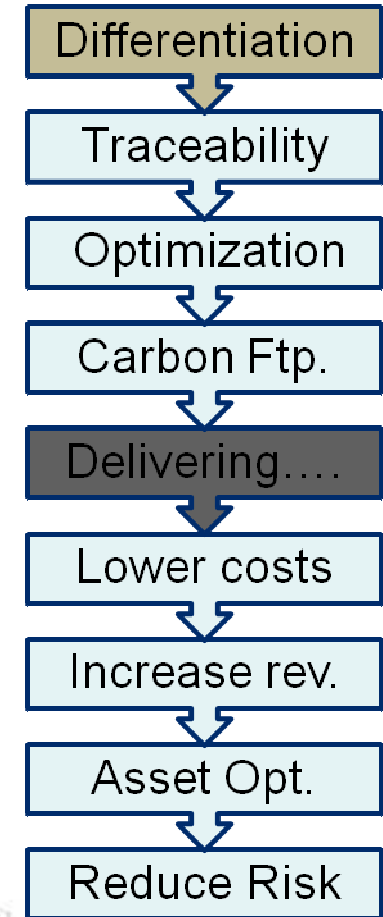 Differentiation
Traceability
Optimization
Carbon Ftp.
Delivering....
Lower costs
Increase rev.
Asset Opt.
Reduce Risk